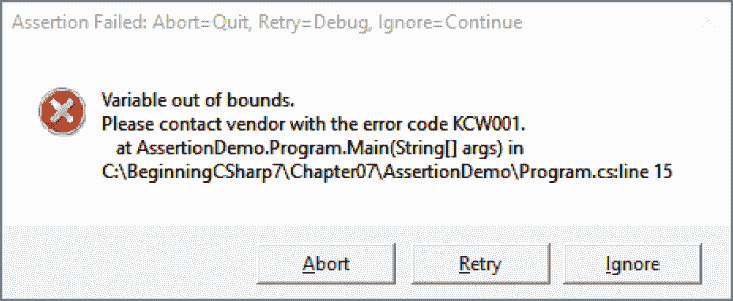 Assertion Failed: Abort=Quit, Retry=Debug, Ignore=Continue
Variable out of bounds.
Please contact vendor with the error code KCW001.
at AssertionDemo.Program.Main(String[] args) in
C:\BeginningCSharp7\Chapter07\AssertionDemo\Program.cs:line 15
Abort
Retry
Ignore